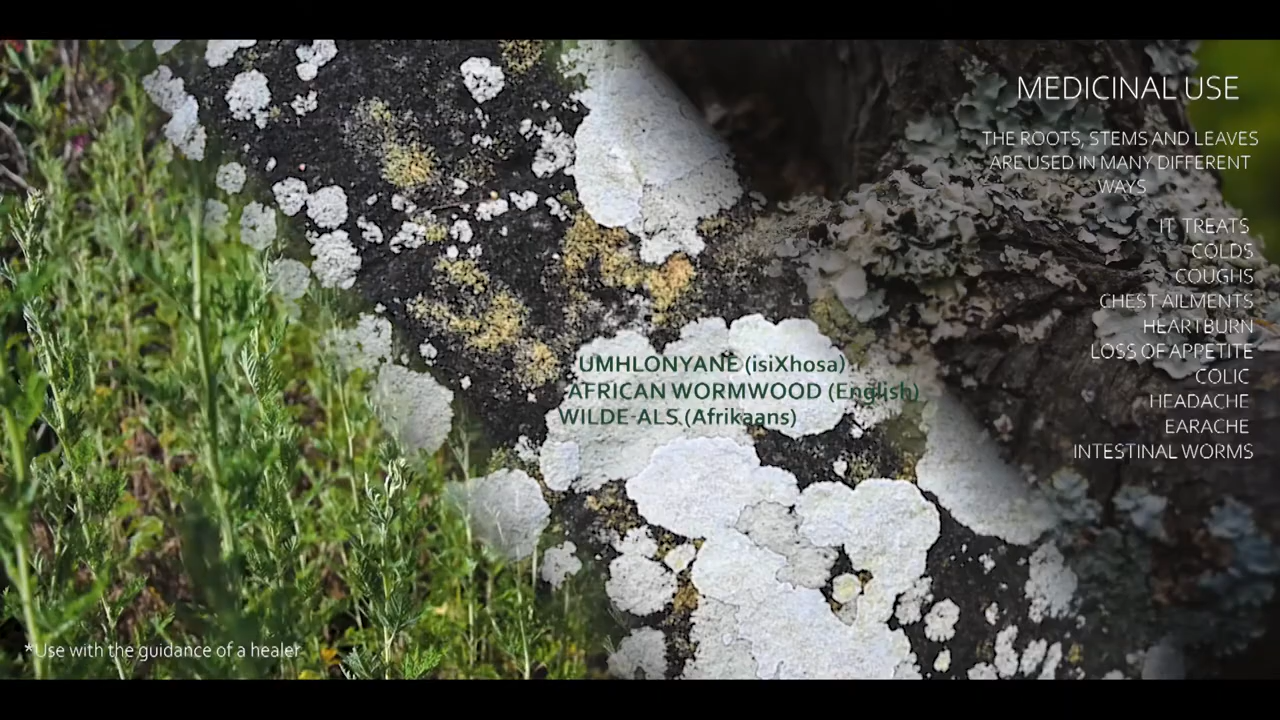 MEDICINAL USE
THE ROOTS, STEMS AND LEAVES
ARE USED IN MANY DIFFERENT
WAYS
IT TREATS
COLDS
COUGHS
CHEST AILMENTS
HEARTBURN
LOSS OF APPETITE
COLIC
HEADACHE
EARACHE
INTESTINAL WORMS
UMHLONYANE (isiXhosa)
AFRICAN WORMWOOD (English)
WILDE-ALS (Afrikaans)
*Use with the guidance of a healer